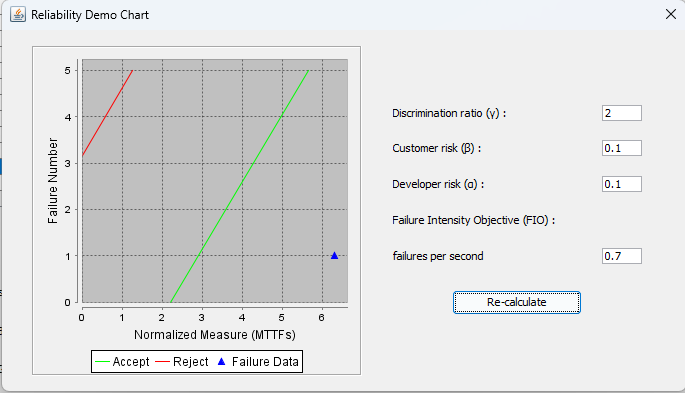 Reliability Demo Chart
5
4
3
2
1
0
Failure Number
0 1 2 3 4 5 6
Normalized Measure (MTTFs)
Accept Reject Failure Data
Discrimination ratio (γ) : 2
Customer risk (β) : 0.1
Developer risk (α) : 0.1
Failure Intensity Objective (FIO) :
failures per second 0.7
Re-calculate